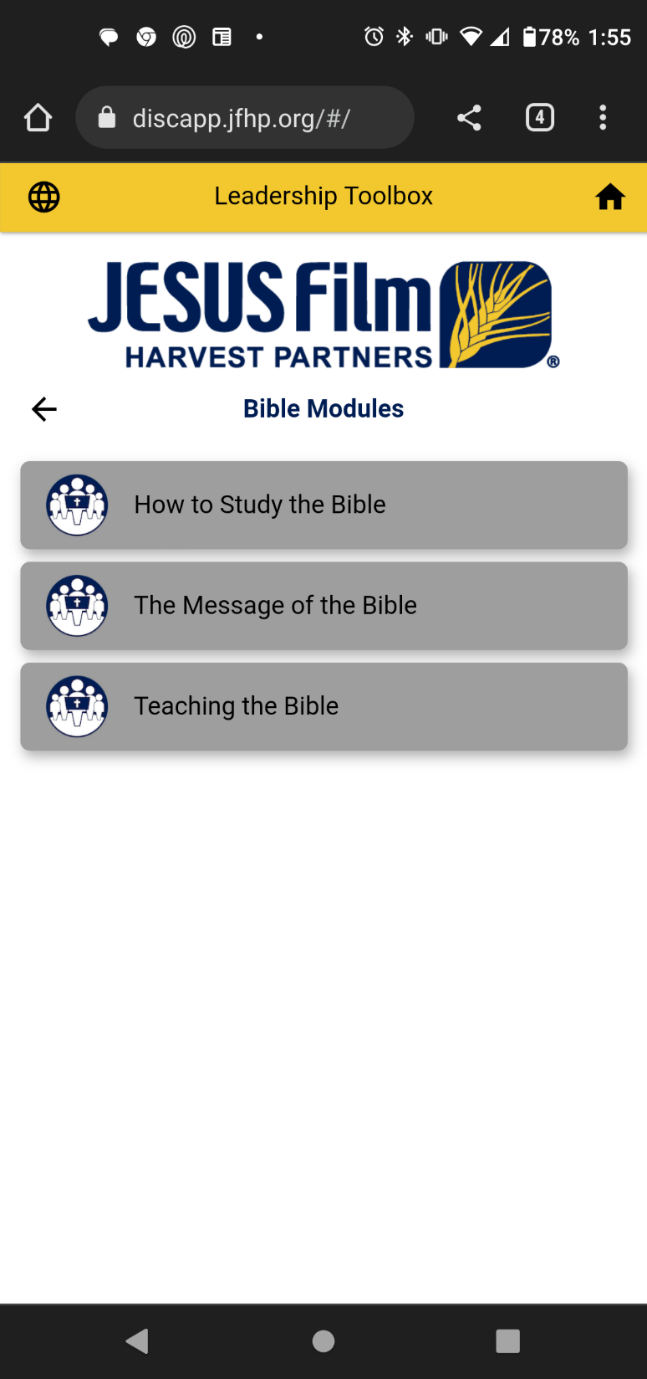 78% 1:55
discapp.jfhp.org/#/
4
Leadership Toolbox
JESUS Film
HARVEST PARTNERS®
Bible Modules
How to Study the Bible
The Message of the Bible
Teaching the Bible